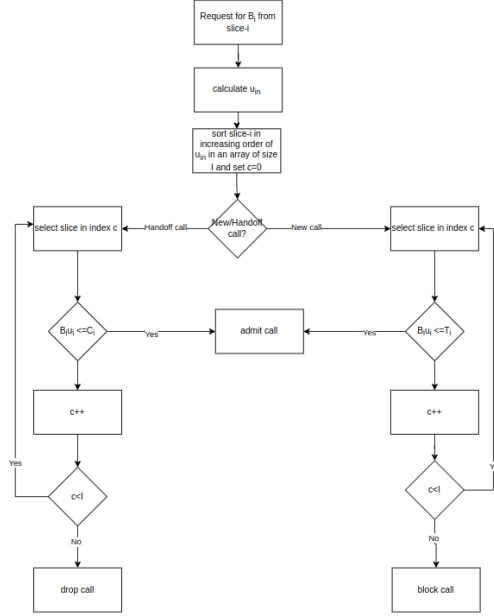 Request for Bi from
slice-i
calculate uin
sort slice-i in
increasing order of
uin in an array of size
I and set c=0
New/Handoff
call?
Handoff call
New call
select slice in index c
select slice in index c
Biui <=Ci
Yes
admit call
Yes
Biui <=Ti
c++
c++
Yes
c<I
c<I
Y
No
No
drop call
block call